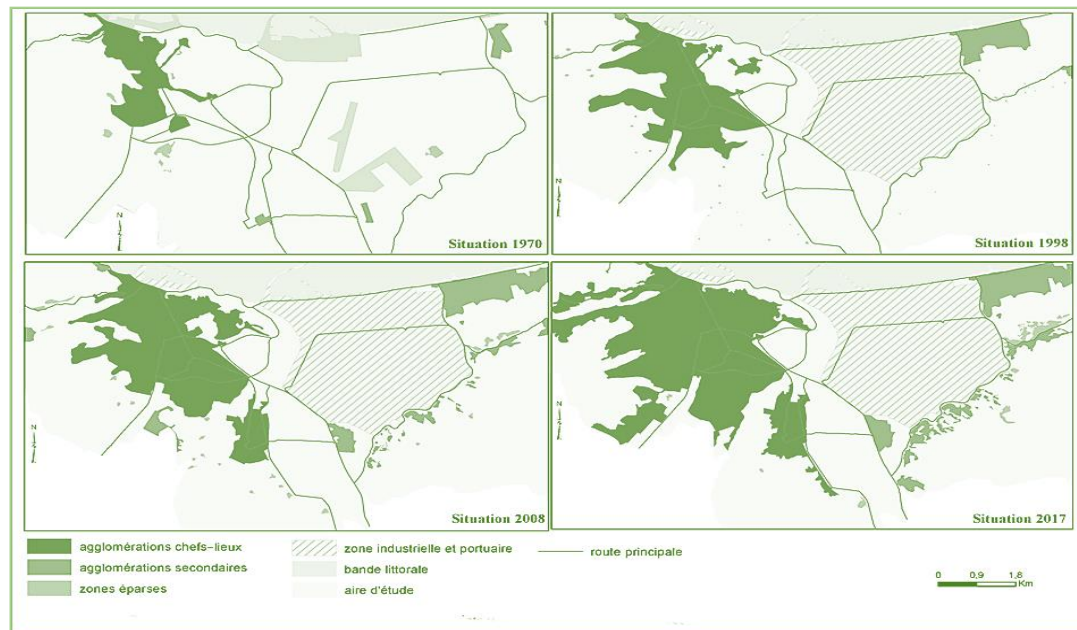 N
Situation 1970
Situation 1998
N
Situation 2008
N
Situation 2017
agglomérations chefs-lieux
agglomérations secondaires
zones éparses
zone industrielle et portuaire
bande littorale
aire d'étude
route principale
0 0,9 1,8
Km